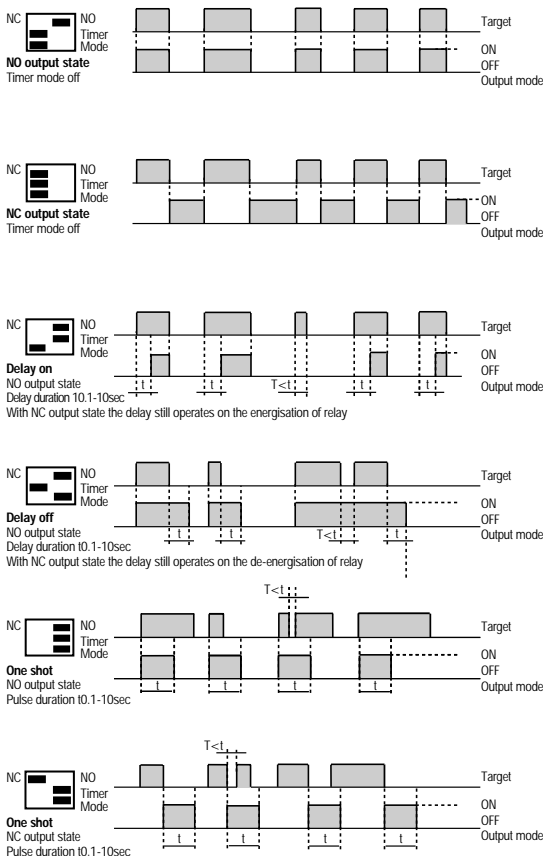 NC NO Target
Timer
Mode ON
NO output state OFF
Timer mode off Output mode
NC NO Target
Timer
Mode ON
NC output state OFF
Timer mode off Output mode
NC NO Target
Timer
Mode ON
Delay on OFF
NO output state t t T<t t t Output mode
Delay duration 10.1-10sec
With NC output state the delay still operates on the energisation of relay
NC NO Target
Timer
Mode ON
Delay off OFF
NO output state t t T<t t Output mode
Delay duration t0.1-10sec
With NC output state the delay still operates on the de-energisation of relay
T<t
NC NO Target
Timer
Mode ON
One shot OFF
NO output state t t t t Output mode
Pulse duration t0.1-10sec
T<t
NC NO Target
Timer
Mode ON
One shot OFF
NC output state t t t t Output mode
Pulse duration t0.1-10sec